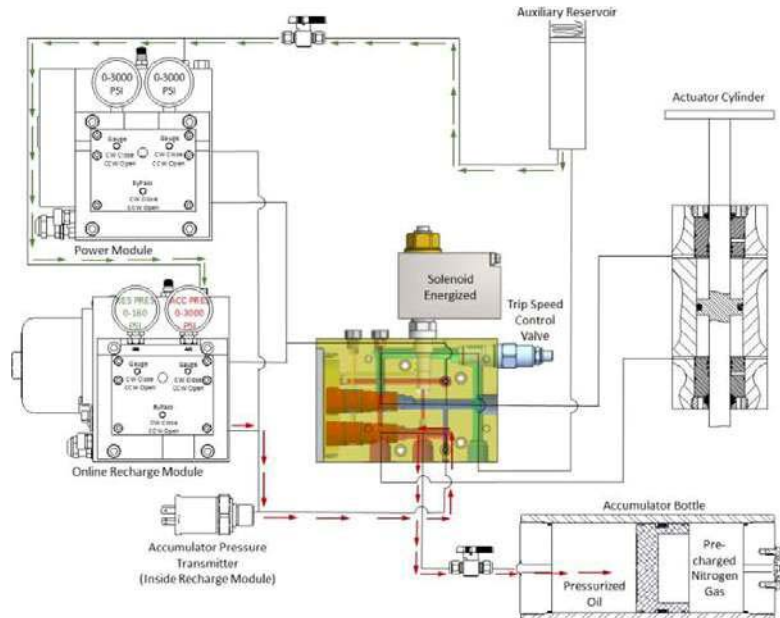 Auxiliary Reservoir
0-3000
PSI
0-3000
PSI
Actuator Cylinder
Gauge
CW Close
CCW Open
Gauge
CW Close
CCW Open
ByPass
CW Close
CCW Open
Power Module
Solenoid
Energized
RES PRES
0-160
PSI
ACC PRES
0-3000
PSI
Trip Speed
Control
Valve
Gauge
CW Close
CCW Open
Gauge
CW Close
CCW Open
ByPass
CW Close
CCW Open
Online Recharge Module
Accumulator Pressure
Transmitter
(Inside Recharge Module)
Accumulator Bottle
Pressurized
Oil
Pre-
charged
Nitrogen
Gas